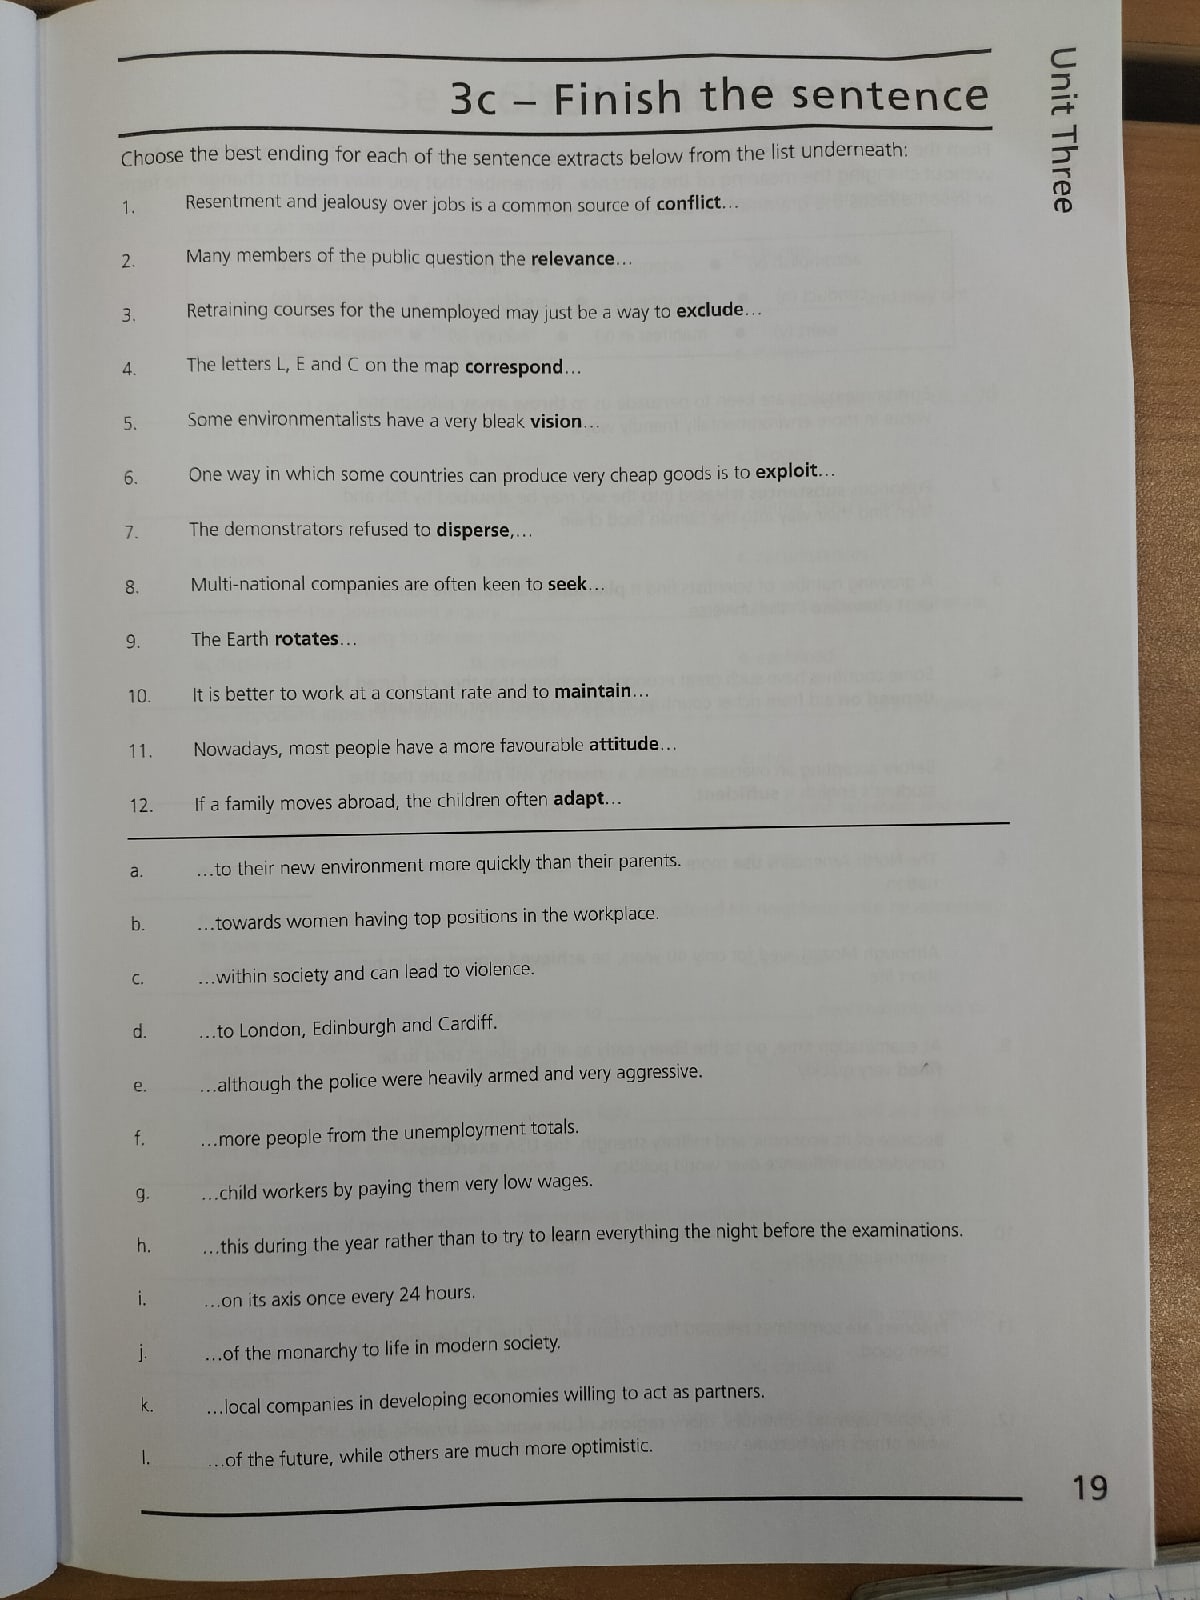 Unit Three
3c – Finish the sentence
Choose the best ending for each of the sentence extracts below from the list underneath:
1. Resentment and jealousy over jobs is a common source of conflict...
2. Many members of the public question the relevance...
3. Retraining courses for the unemployed may just be a way to exclude...
4. The letters L, E and C on the map correspond...
5. Some environmentalists have a very bleak vision...
6. One way in which some countries can produce very cheap goods is to exploit...
7. The demonstrators refused to disperse,...
8. Multi-national companies are often keen to seek...
9. The Earth rotates...
10. It is better to work at a constant rate and to maintain...
11. Nowadays, most people have a more favourable attitude...
12. If a family moves abroad, the children often adapt...
a. ...to their new environment more quickly than their parents.
b. ...towards women having top positions in the workplace.
c. ...within society and can lead to violence.
d. ...to London, Edinburgh and Cardiff.
e. ...although the police were heavily armed and very aggressive.
f. ...more people from the unemployment totals.
g. ...child workers by paying them very low wages.
h. ...this during the year rather than to try to learn everything the night before the examinations.
i. ...on its axis once every 24 hours.
j. ...of the monarchy to life in modern society.
k. ...local companies in developing economies willing to act as partners.
l. ...of the future, while others are much more optimistic.
19